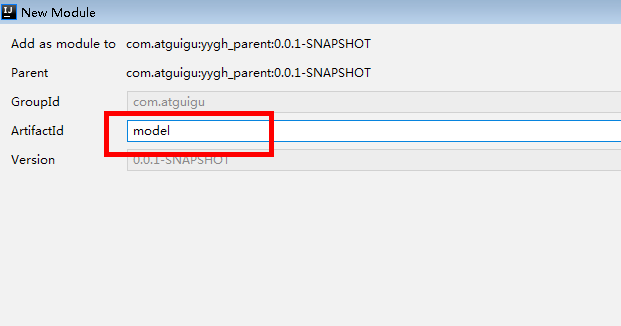 IJ New Module
Add as module to com.atguigu:yygh_parent:0.0.1-SNAPSHOT
Parent com.atguigu:yygh_parent:0.0.1-SNAPSHOT
GroupId com.atguigu
ArtifactId model
Version 0.0.1-SNAPSHOT